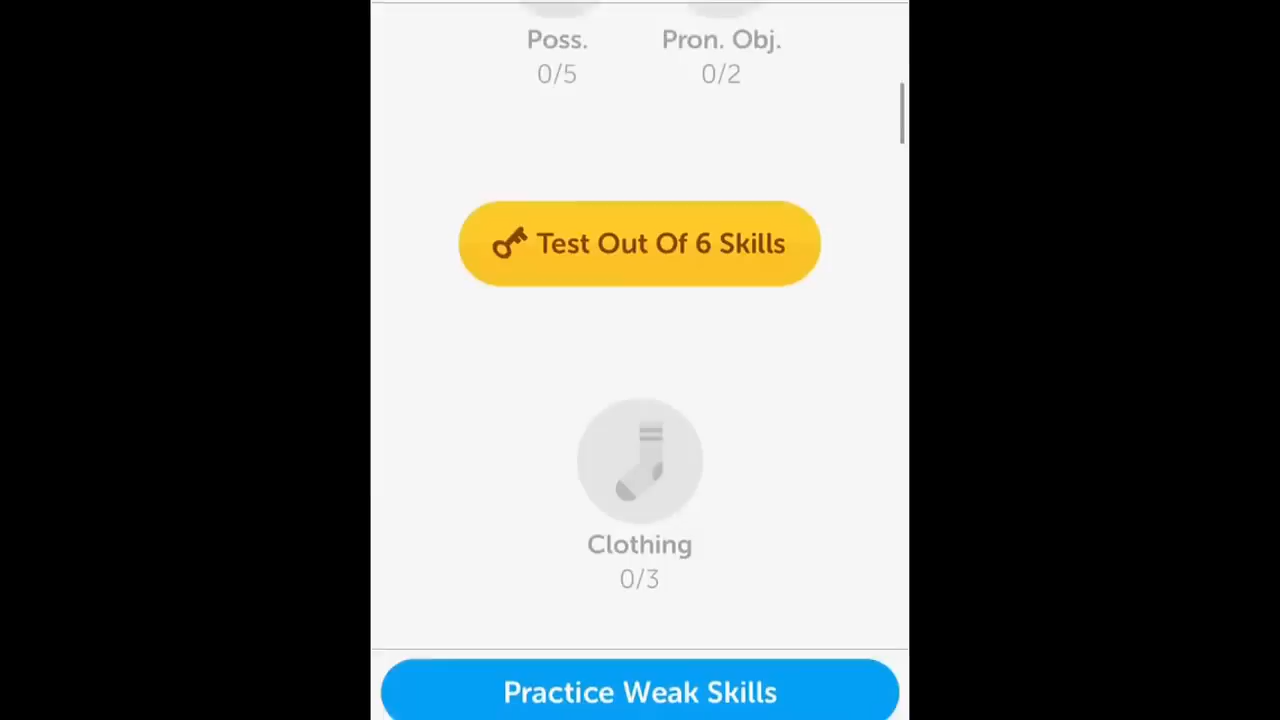 Poss. Pron. Obj.
0/5 0/2
Test Out Of 6 Skills
Clothing
0/3
Practice Weak Skills